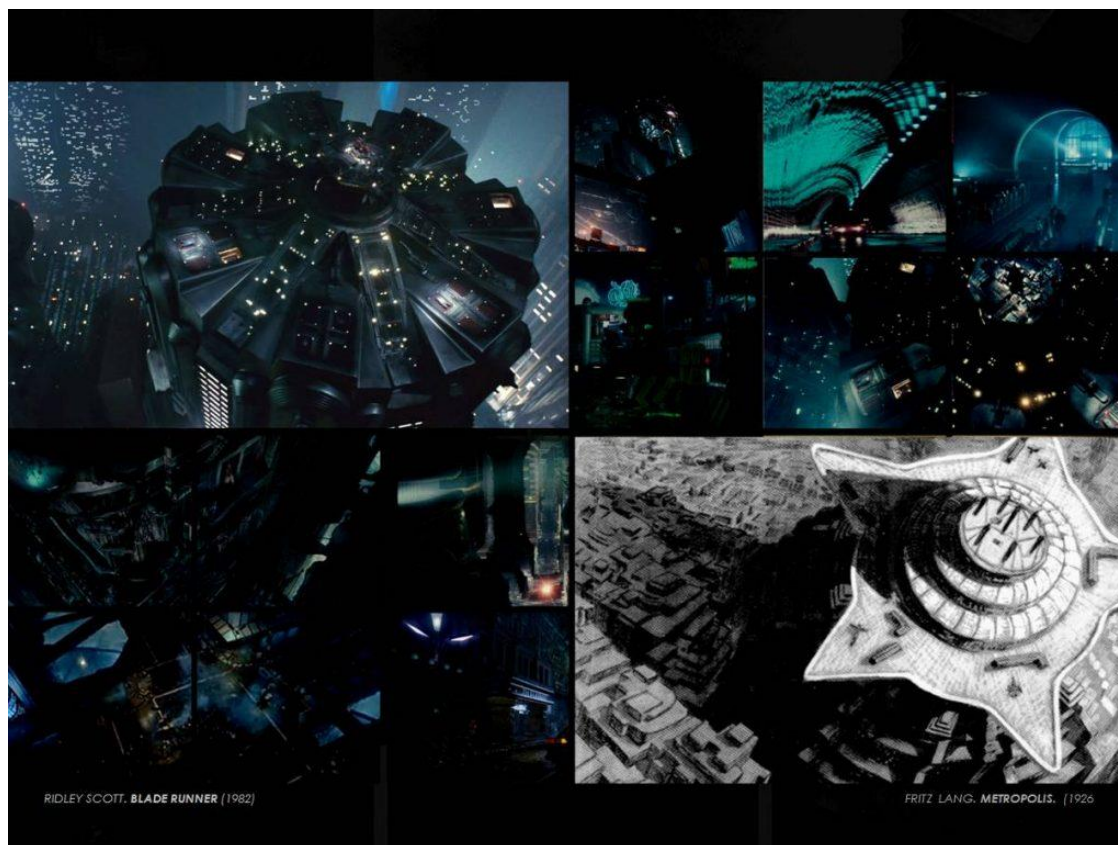 RIDLEY SCOTT. BLADE RUNNER (1982)
FRITZ LANG. METROPOLIS. (1926